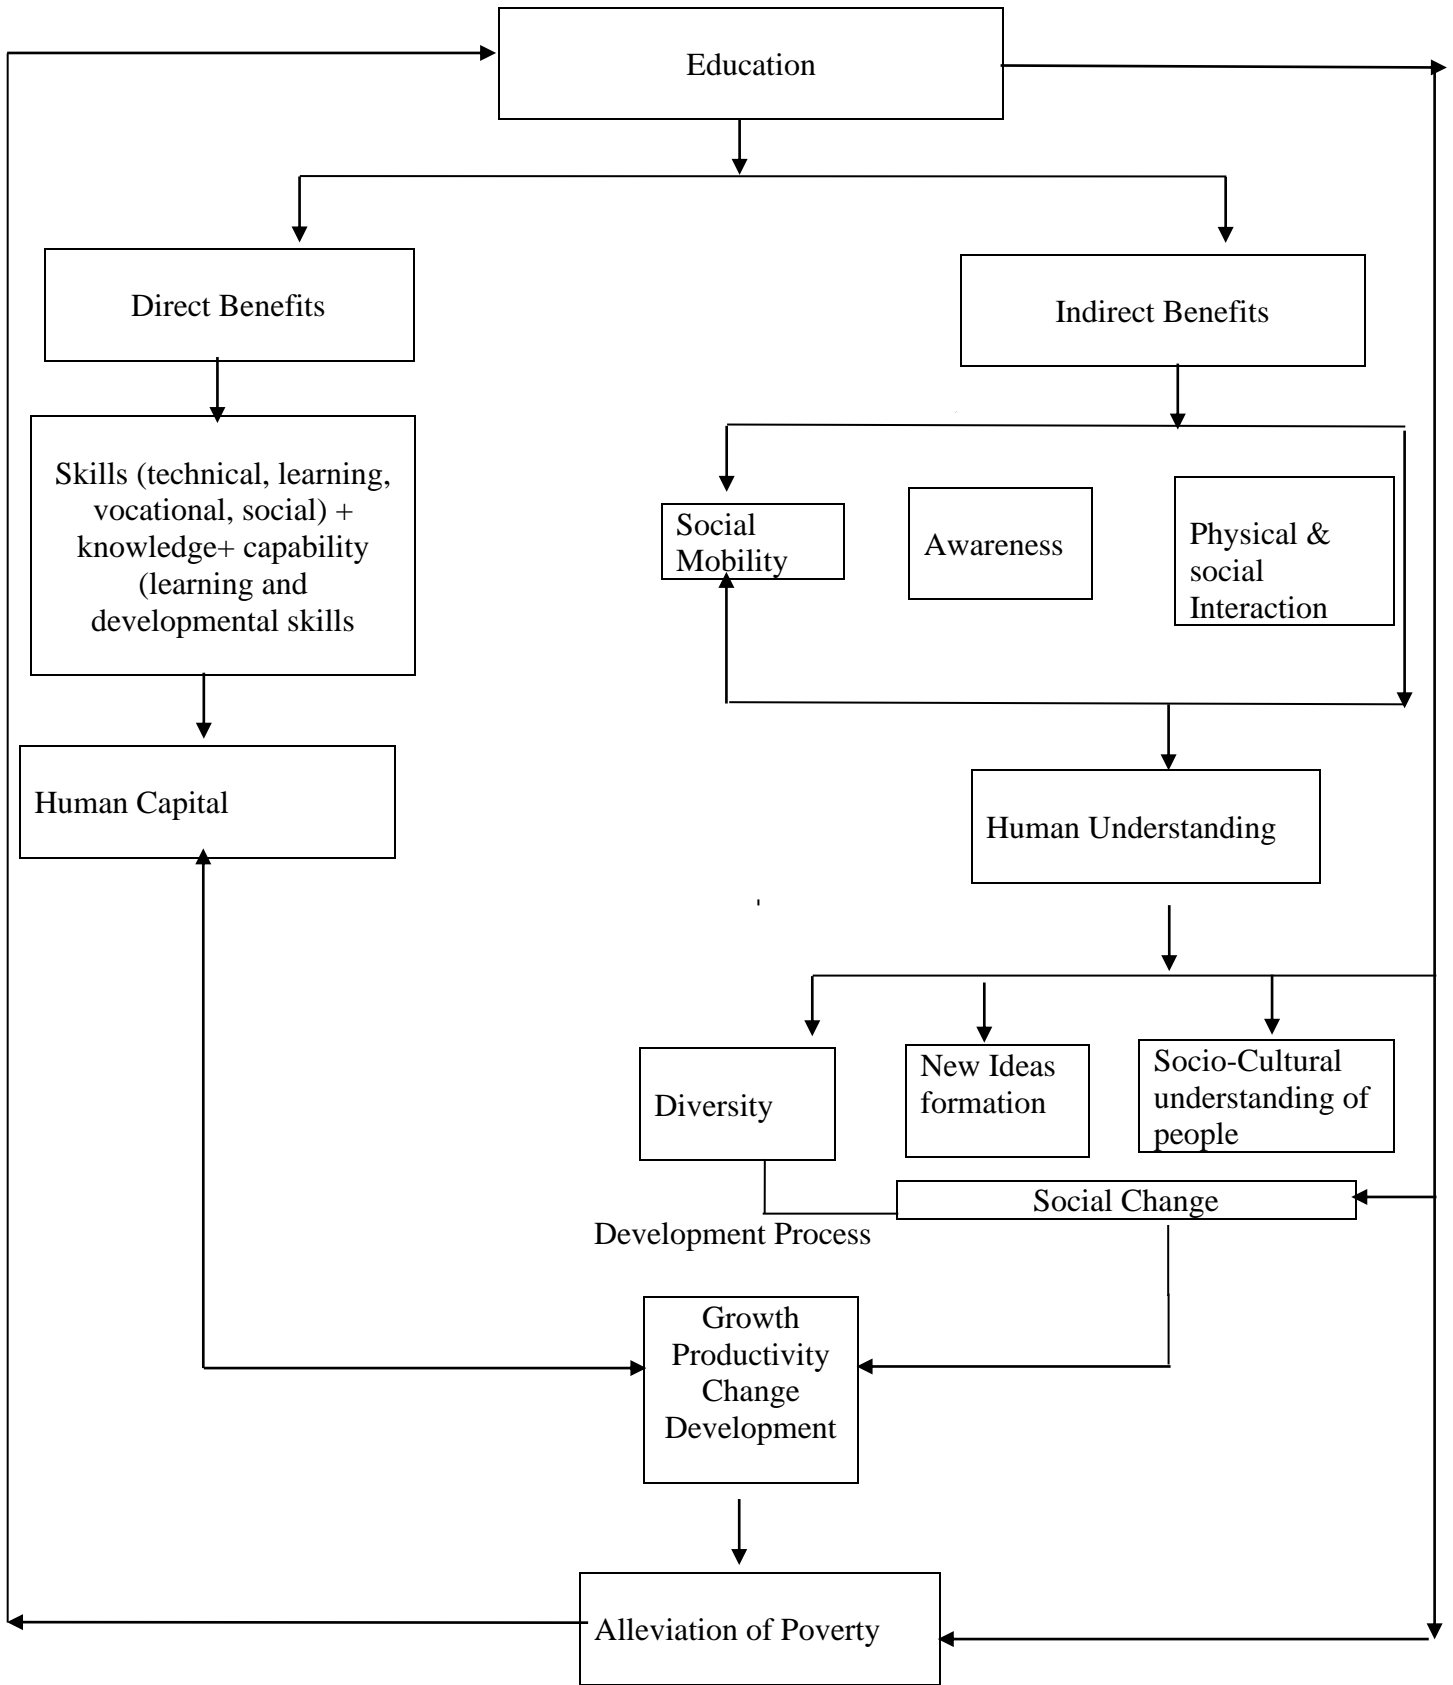 Education
Direct Benefits
Indirect Benefits
Skills (technical, learning,
vocational, social) +
knowledge+ capability
(learning and
developmental skills
Social
Mobility
Awareness
Physical &
social
Interaction
Human Capital
Human Understanding
Diversity
New Ideas
formation
Socio-Cultural
understanding of
people
Social Change
Development Process
Growth
Productivity
Change
Development
Alleviation of Poverty